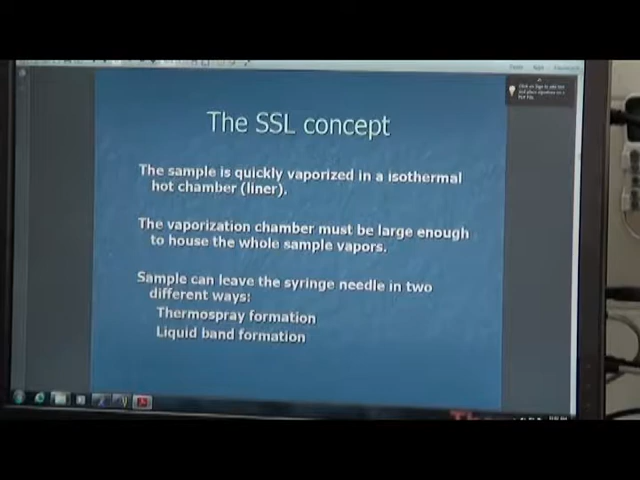 The SSL concept
The sample is quickly vaporized in a isothermal
hot chamber (liner).
The vaporization chamber must be large enough
to house the whole sample vapors.
Sample can leave the syringe needle in two
different ways:
Thermospray formation
Liquid band formation